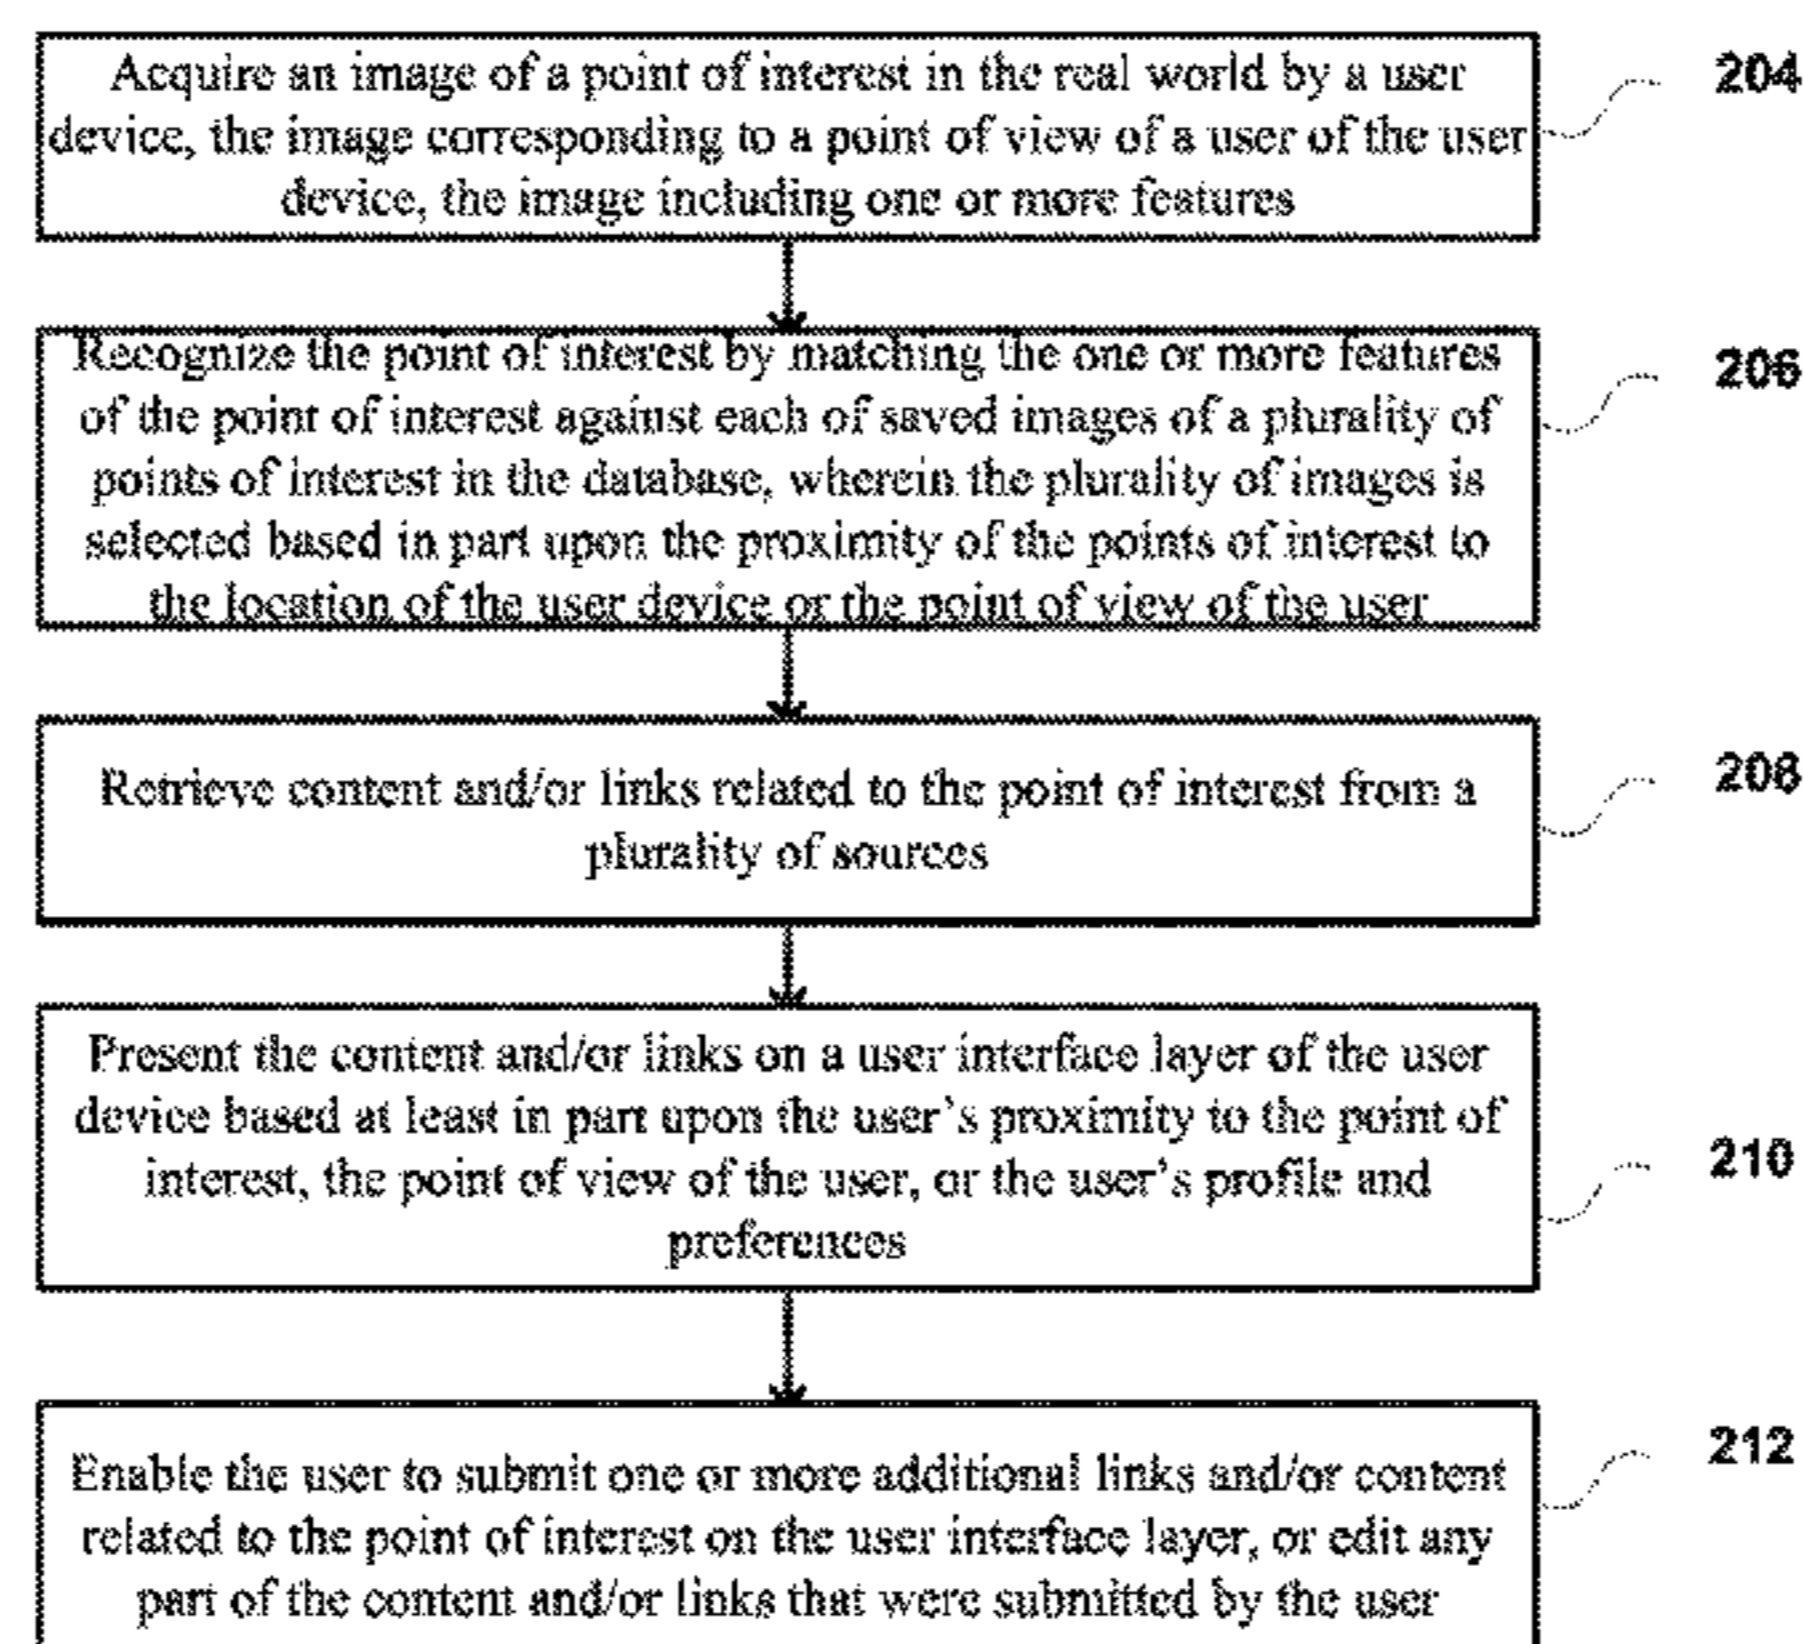 Acquire an image of a point of interest in the real world by a user
device, the image corresponding to a point of view of a user of the user
device, the image including one or more features
204
Recognize the point of interest by matching the one or more features
of the point of interest against each of saved images of a plurality of
points of interest in the database, wherein the plurality of images is
selected based in part upon the proximity of the points of interest to
the location of the user device or the point of view of the user
206
Retrieve content and/or links related to the point of interest from a
plurality of sources
208
Present the content and/or links on a user interface layer of the user
device based at least in part upon the user's proximity to the point of
interest, the point of view of the user, or the user's profile and
preferences
210
Enable the user to submit one or more additional links and/or content
related to the point of interest on the user interface layer, or edit any
part of the content and/or links that were submitted by the user
212